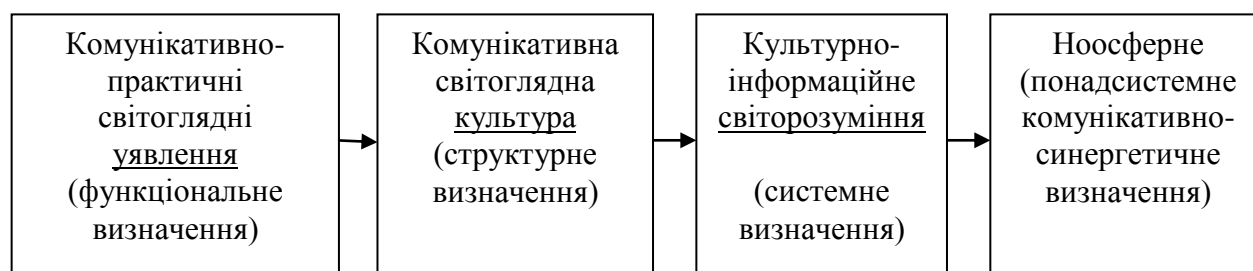 Комунікативно-
практичні
світоглядні
уявлення
(функціональне
визначення)
Комунікативна
світоглядна
культура
(структурне
визначення)
Культурно-
інформаційне
світорозуміння
(системне
визначення)
Ноосферне
(понадсистемне
комунікативно-
синергетичне
визначення)